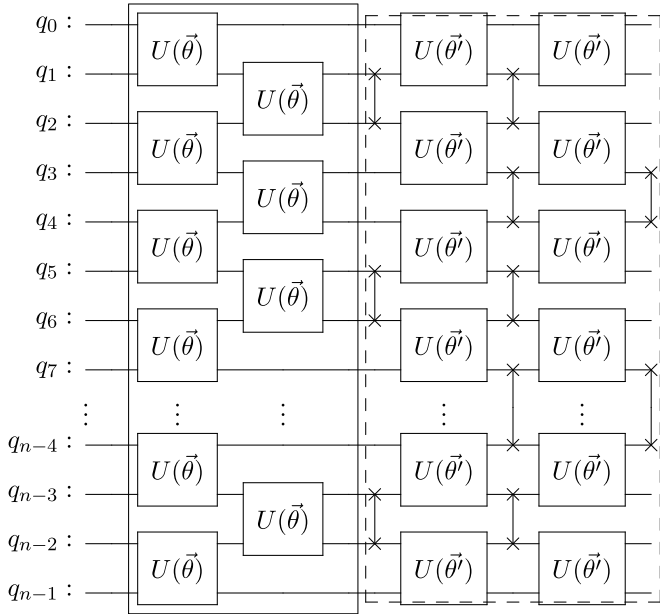 q₀ : U(θ⃗) U(θ⃗′) U(θ⃗′)
q₁ : U(θ⃗)
q₂ : U(θ⃗) U(θ⃗′) U(θ⃗′)
q₃ : U(θ⃗)
q₄ : U(θ⃗) U(θ⃗′) U(θ⃗′)
q₅ : U(θ⃗)
q₆ : U(θ⃗) U(θ⃗′) U(θ⃗′)
q₇ :
⋮ ⋮ ⋮ ⋮ ⋮
qₙ₋₄ : U(θ⃗) U(θ⃗′) U(θ⃗′)
qₙ₋₃ : U(θ⃗)
qₙ₋₂ : U(θ⃗) U(θ⃗′) U(θ⃗′)
qₙ₋₁ :